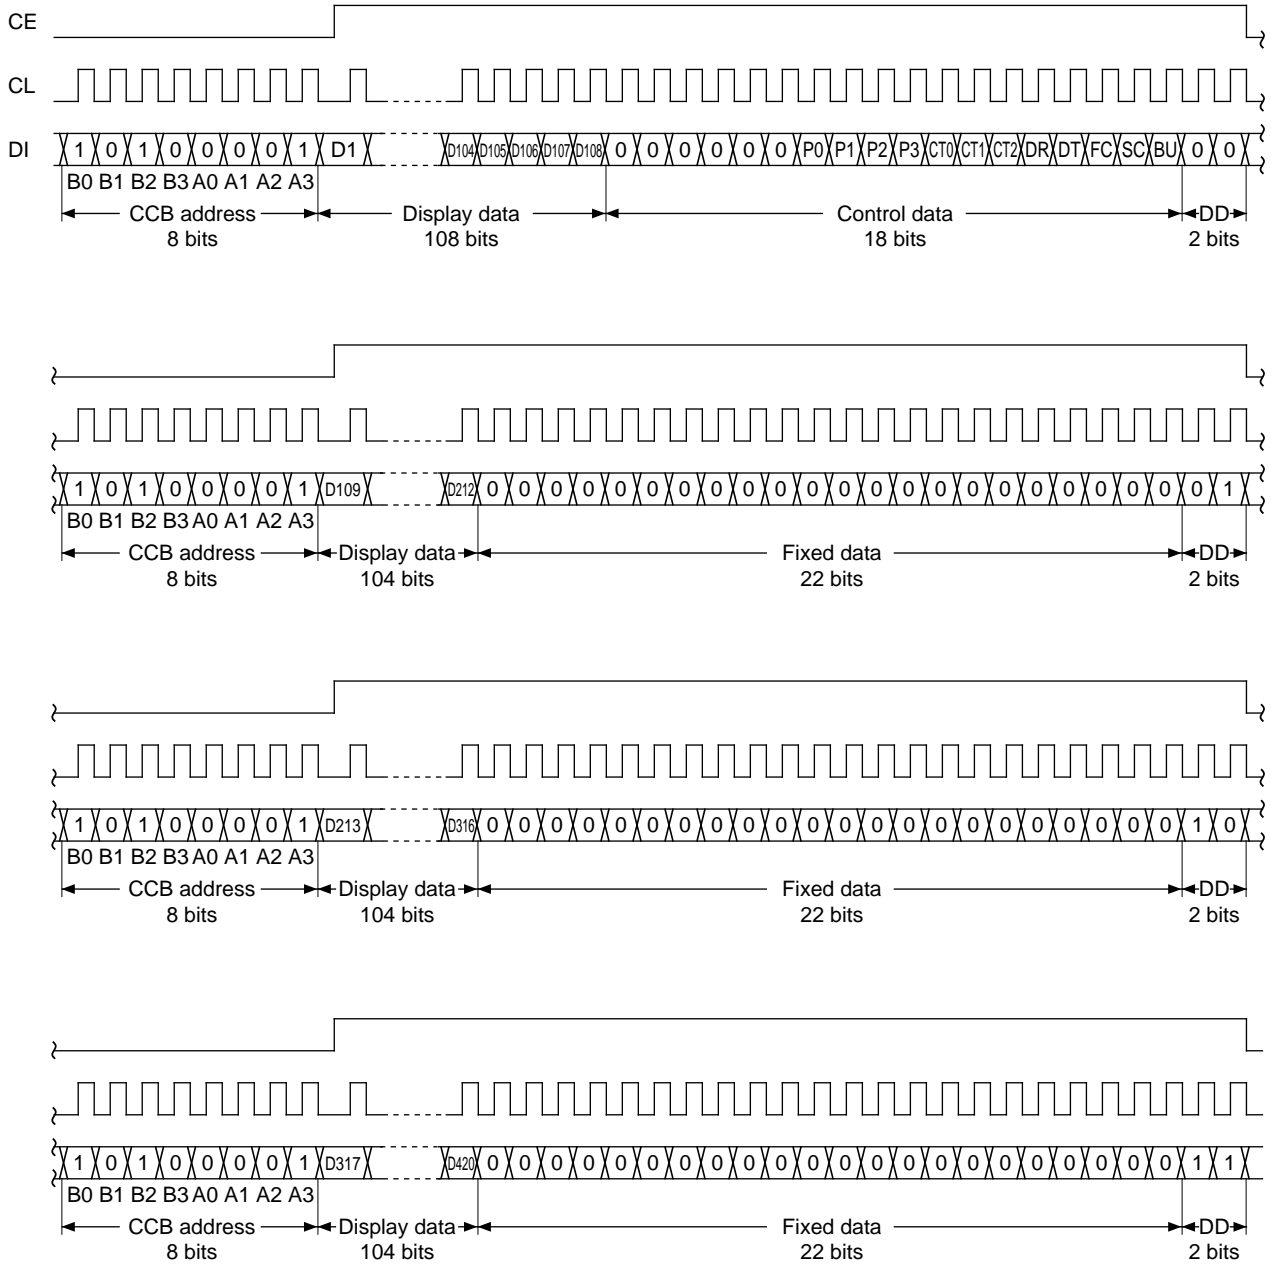 CE
CL
DI 1 0 1 0 0 0 0 1 D1 D104 D105 D106 D107 D108 0 0 0 0 0 0 P0 P1 P2 P3 CT0 CT1 CT2 DR DT FC SC BU 0 0
B0 B1 B2 B3 A0 A1 A2 A3
CCB address Display data Control data DD
8 bits 108 bits 18 bits 2 bits
1 0 1 0 0 0 0 1 D109 D212 0 0 0 0 0 0 0 0 0 0 0 0 0 0 0 0 0 0 0 0 0 0 0 1
B0 B1 B2 B3 A0 A1 A2 A3
CCB address Display data Fixed data DD
8 bits 104 bits 22 bits 2 bits
1 0 1 0 0 0 0 1 D213 D316 0 0 0 0 0 0 0 0 0 0 0 0 0 0 0 0 0 0 0 0 0 0 1 0
B0 B1 B2 B3 A0 A1 A2 A3
CCB address Display data Fixed data DD
8 bits 104 bits 22 bits 2 bits
1 0 1 0 0 0 0 1 D317 D420 0 0 0 0 0 0 0 0 0 0 0 0 0 0 0 0 0 0 0 0 0 0 1 1
B0 B1 B2 B3 A0 A1 A2 A3
CCB address Display data Fixed data DD
8 bits 104 bits 22 bits 2 bits